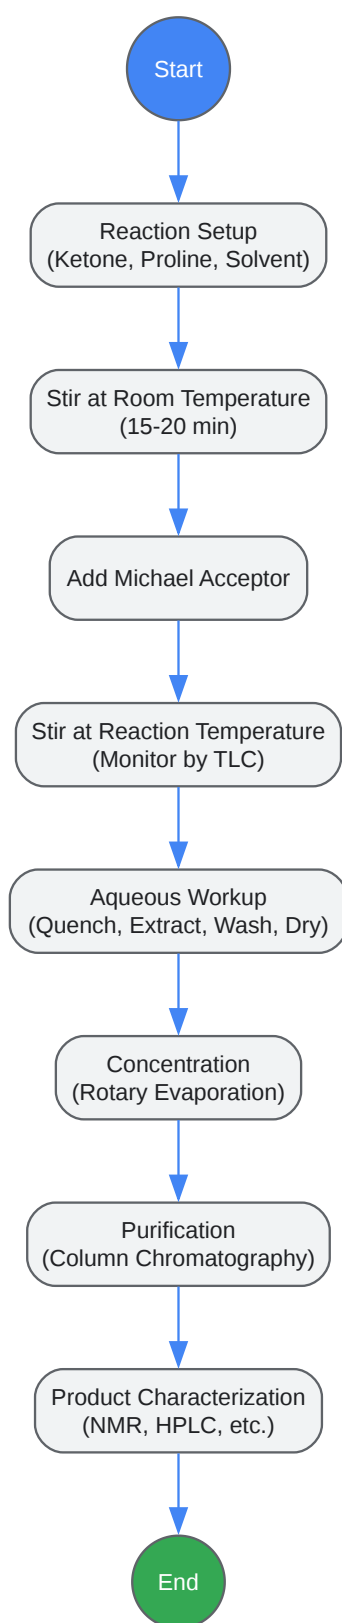 Start
Reaction Setup
(Ketone, Proline, Solvent)
Stir at Room Temperature
(15-20 min)
Add Michael Acceptor
Stir at Reaction Temperature
(Monitor by TLC)
Aqueous Workup
(Quench, Extract, Wash, Dry)
Concentration
(Rotary Evaporation)
Purification
(Column Chromatography)
Product Characterization
(NMR, HPLC, etc.)
End